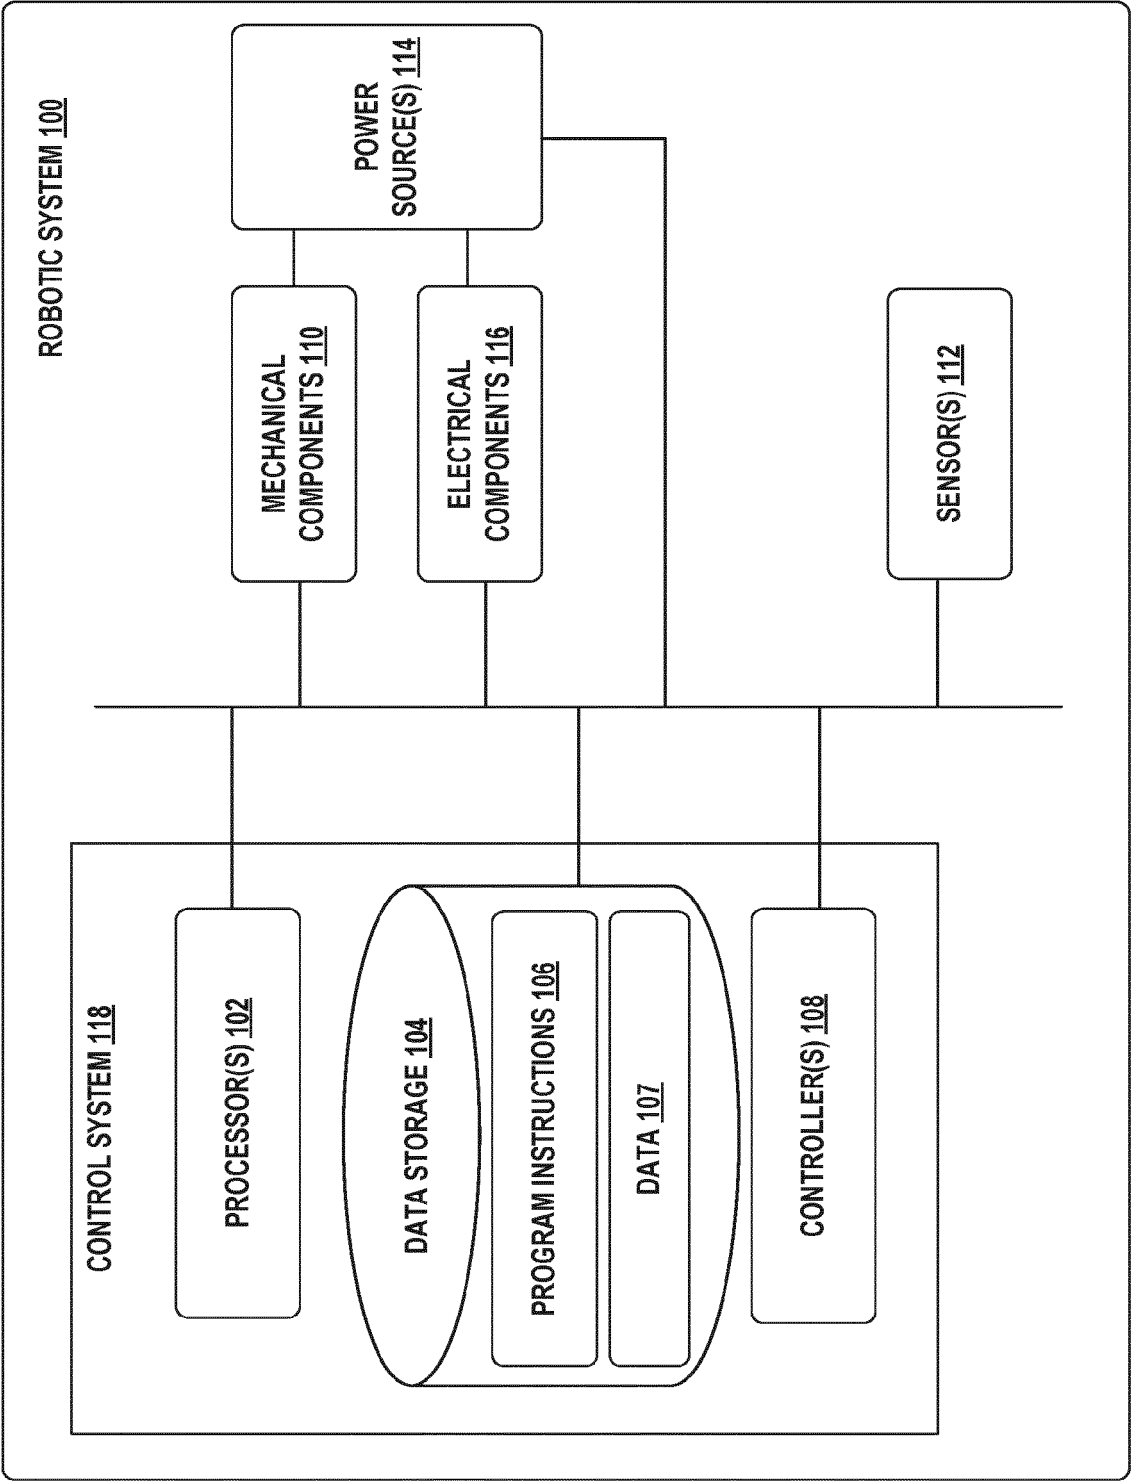 ROBOTIC SYSTEM 100
CONTROL SYSTEM 118
PROCESSOR(S) 102
DATA STORAGE 104
PROGRAM INSTRUCTIONS 106
DATA 107
CONTROLLER(S) 108
MECHANICAL
COMPONENTS 110
ELECTRICAL
COMPONENTS 116
POWER
SOURCE(S) 114
SENSOR(S) 112